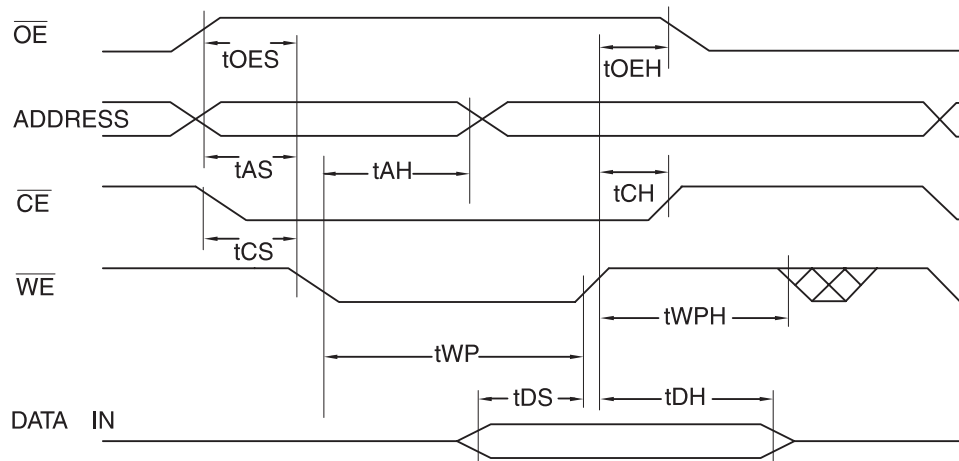 OE
tOES
tOEH
ADDRESS
tAS
tAH
tCH
CE
tCS
WE
tWPH
tWP
tDS
tDH
DATA IN